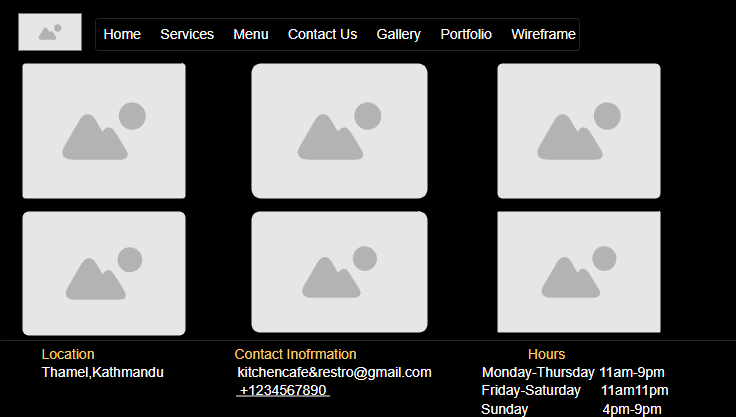 Home Services Menu Contact Us Gallery Portfolio Wireframe
Location
Thamel,Kathmandu
Contact Inofrmation
kitchencafe&restro@gmail.com
+1234567890
Hours
Monday-Thursday 11am-9pm
Friday-Saturday 11am11pm
Sunday 4pm-9pm